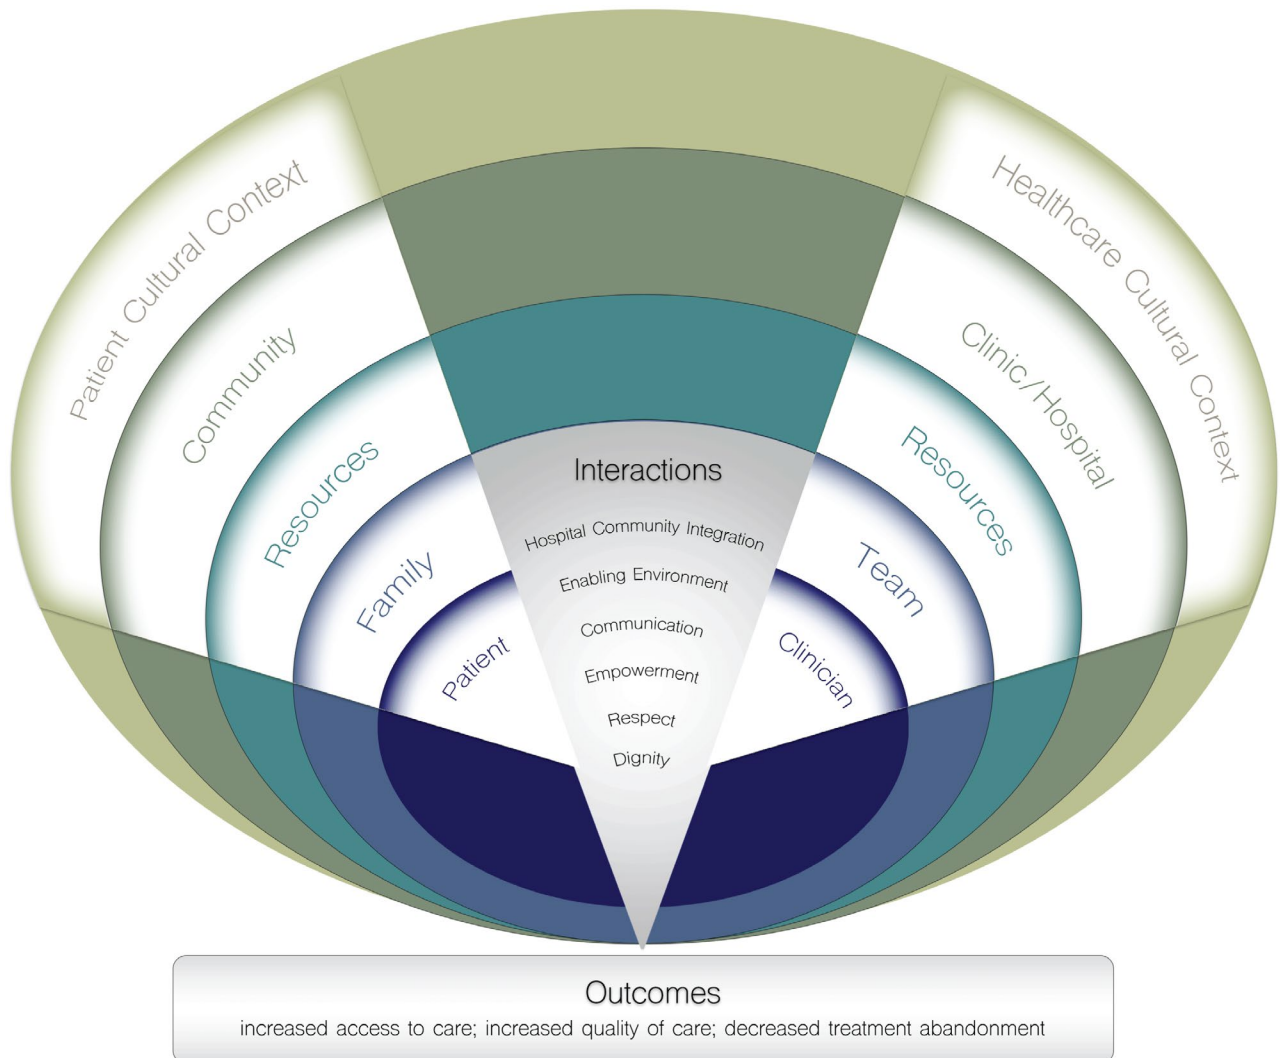 Patient Cultural Context
Community
Resources
Family
Patient
Interactions
Hospital Community Integration
Enabling Environment
Communication
Empowerment
Respect
Dignity
Healthcare Cultural Context
Clinic/Hospital
Resources
Team
Clinician
Outcomes
increased access to care; increased quality of care; decreased treatment abandonment